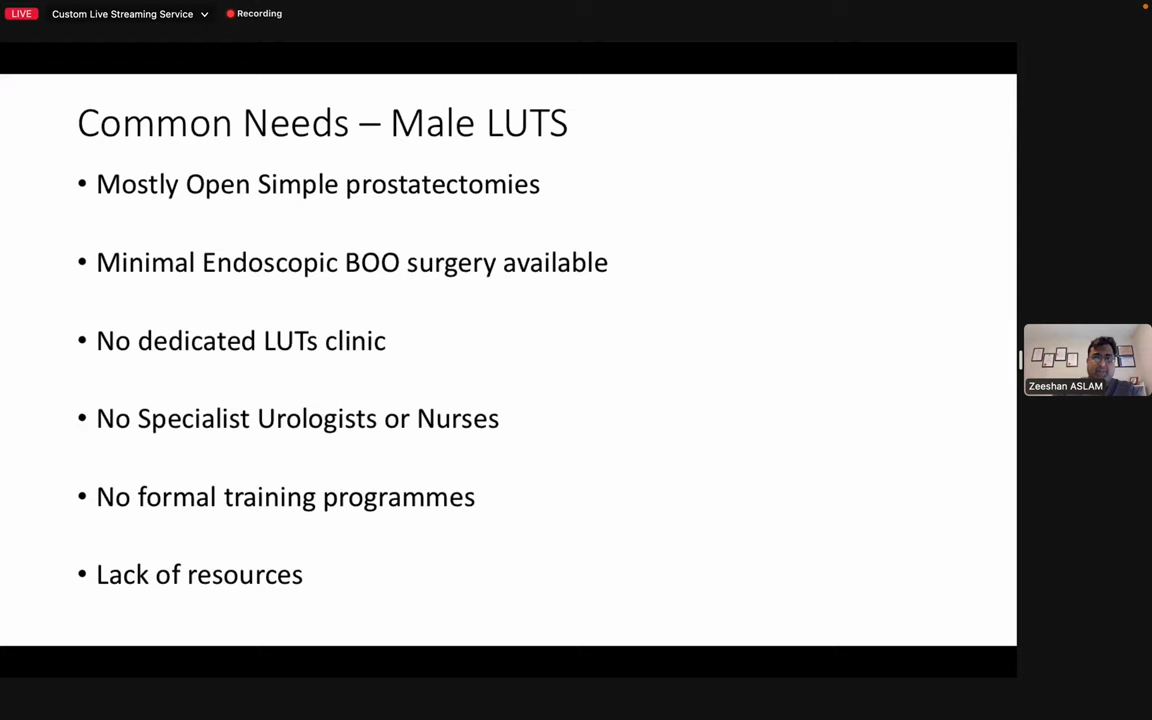 LIVE
Custom Live Streaming Service
Recording
Common Needs – Male LUTS
• Mostly Open Simple prostatectomies
• Minimal Endoscopic BOO surgery available
• No dedicated LUTs clinic
• No Specialist Urologists or Nurses
• No formal training programmes
• Lack of resources
Zeeshan ASLAM